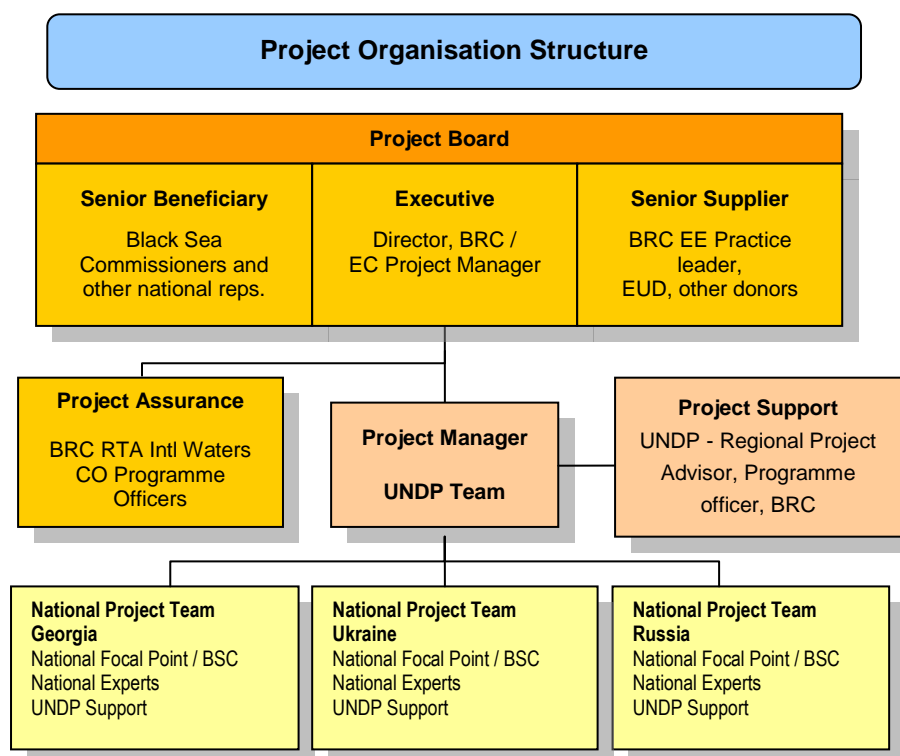 Project Organisation Structure
Project Board
Senior Beneficiary
Black Sea
Commissioners and
other national reps.
Executive
Director, BRC /
EC Project Manager
Senior Supplier
BRC EE Practice
leader,
EUD, other donors
Project Assurance
BRC RTA Intl Waters
CO Programme
Officers
Project Manager
UNDP Team
Project Support
UNDP - Regional Project
Advisor, Programme
officer, BRC
National Project Team
Georgia
National Focal Point / BSC
National Experts
UNDP Support
National Project Team
Ukraine
National Focal Point / BSC
National Experts
UNDP Support
National Project Team
Russia
National Focal Point / BSC
National Experts
UNDP Support